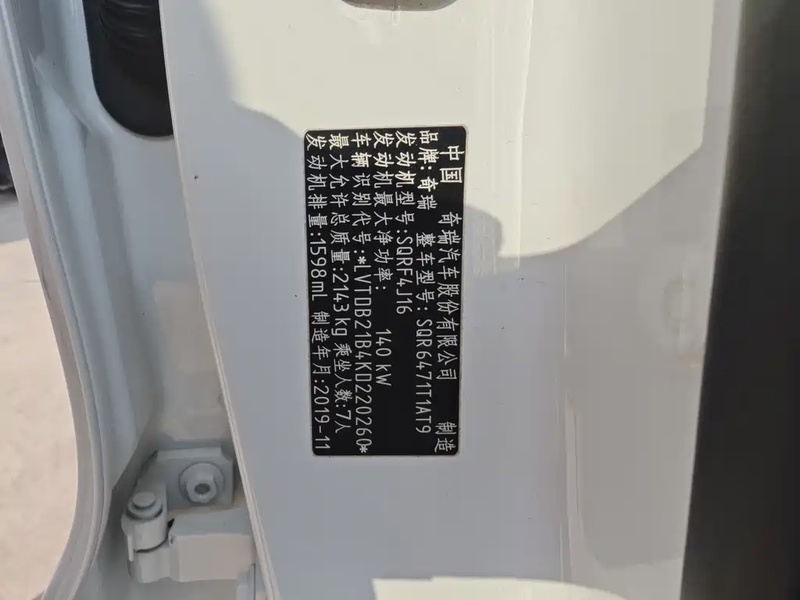 中国 奇瑞汽车股份有限公司 制造
品牌:奇瑞 整车型号:SQR6471T1AT9
发动机型号:SQRF4J16
发动机最大净功率: 140 kW
车辆识别代号:*LVTDB21B4KD220260*
最大允许总质量:2143 kg 乘坐人数:7人
发动机排量:1598mL 制造年月:2019-11